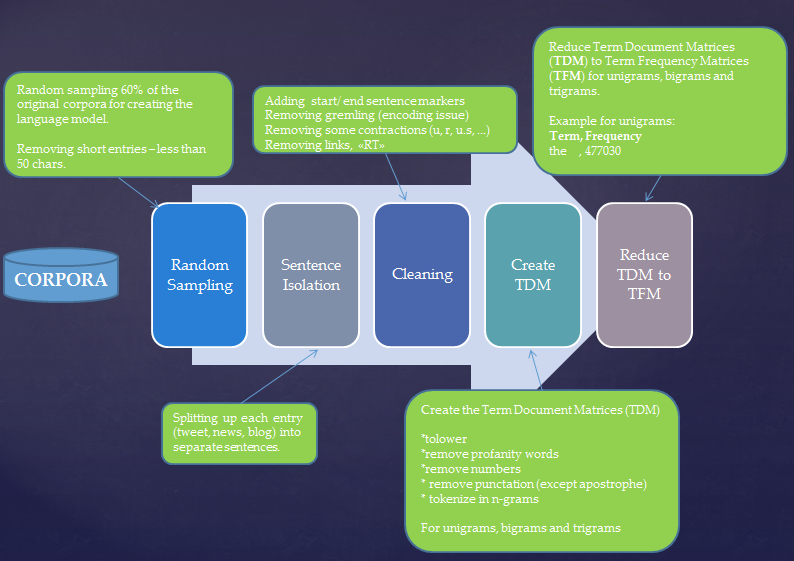 Random sampling 60% of the
original corpora for creating the
language model.
Removing short entries – less than
50 chars.
Adding start/end sentence markers
Removing gremling (encoding issue)
Removing some contractions (u, r, u.s, ...)
Removing links, «RT»
Reduce Term Document Matrices
(TDM) to Term Frequency Matrices
(TFM) for unigrams, bigrams and
trigrams.
Example for unigrams:
Term, Frequency
the , 477030
CORPORA
Random
Sampling
Sentence
Isolation
Cleaning
Create
TDM
Reduce
TDM to
TFM
Splitting up each entry
(tweet, news, blog) into
separate sentences.
Create the Term Document Matrices (TDM)
*tolower
*remove profanity words
*remove numbers
* remove punctation (except apostrophe)
* tokenize in n-grams
For unigrams, bigrams and trigrams